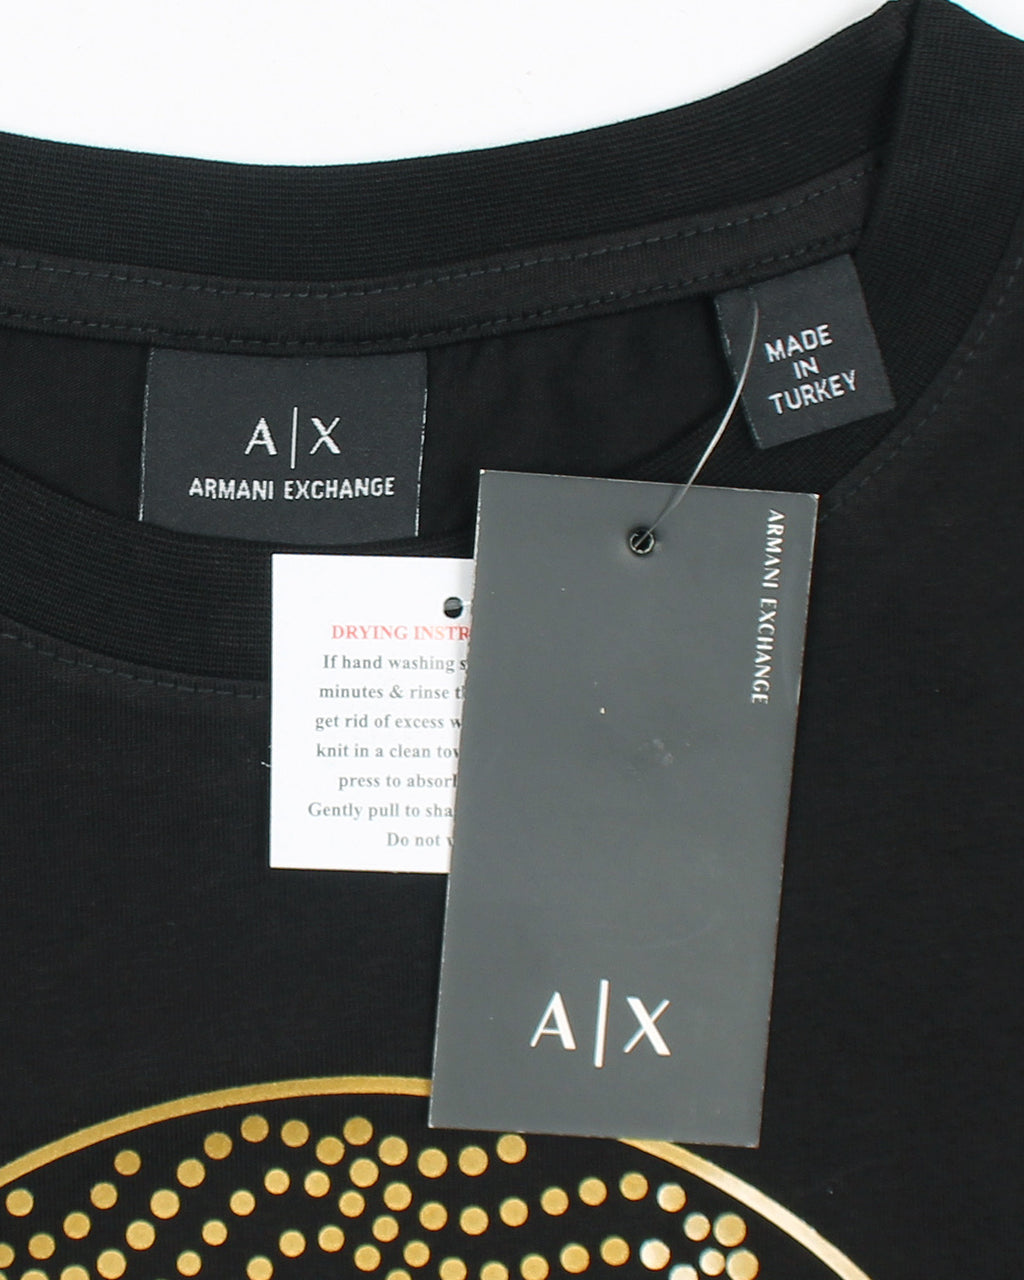 MADE
IN
TURKEY
A|X
ARMANI EXCHANGE
ARMANI EXCHANGE
DRYING INSTR
If hand washing
minutes & rinse
get rid of excess
knit in a clean
press to absor
Gently pull to sha
Do not
A|X